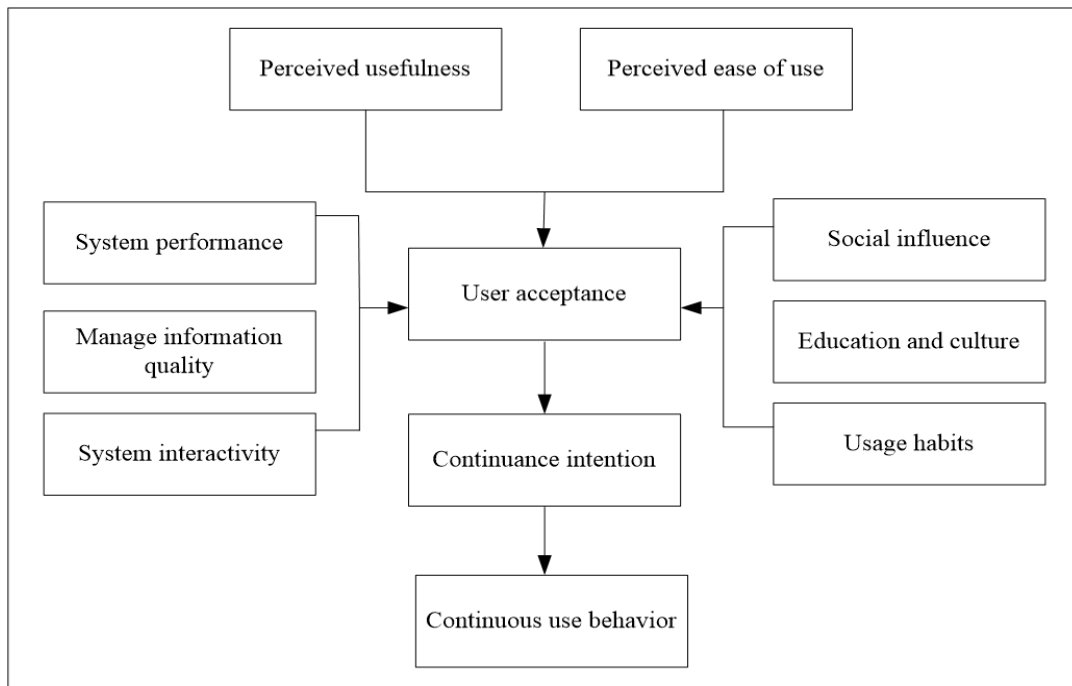 Perceived usefulness
Perceived ease of use
System performance
Manage information
quality
System interactivity
User acceptance
Continuance intention
Continuous use behavior
Social influence
Education and culture
Usage habits